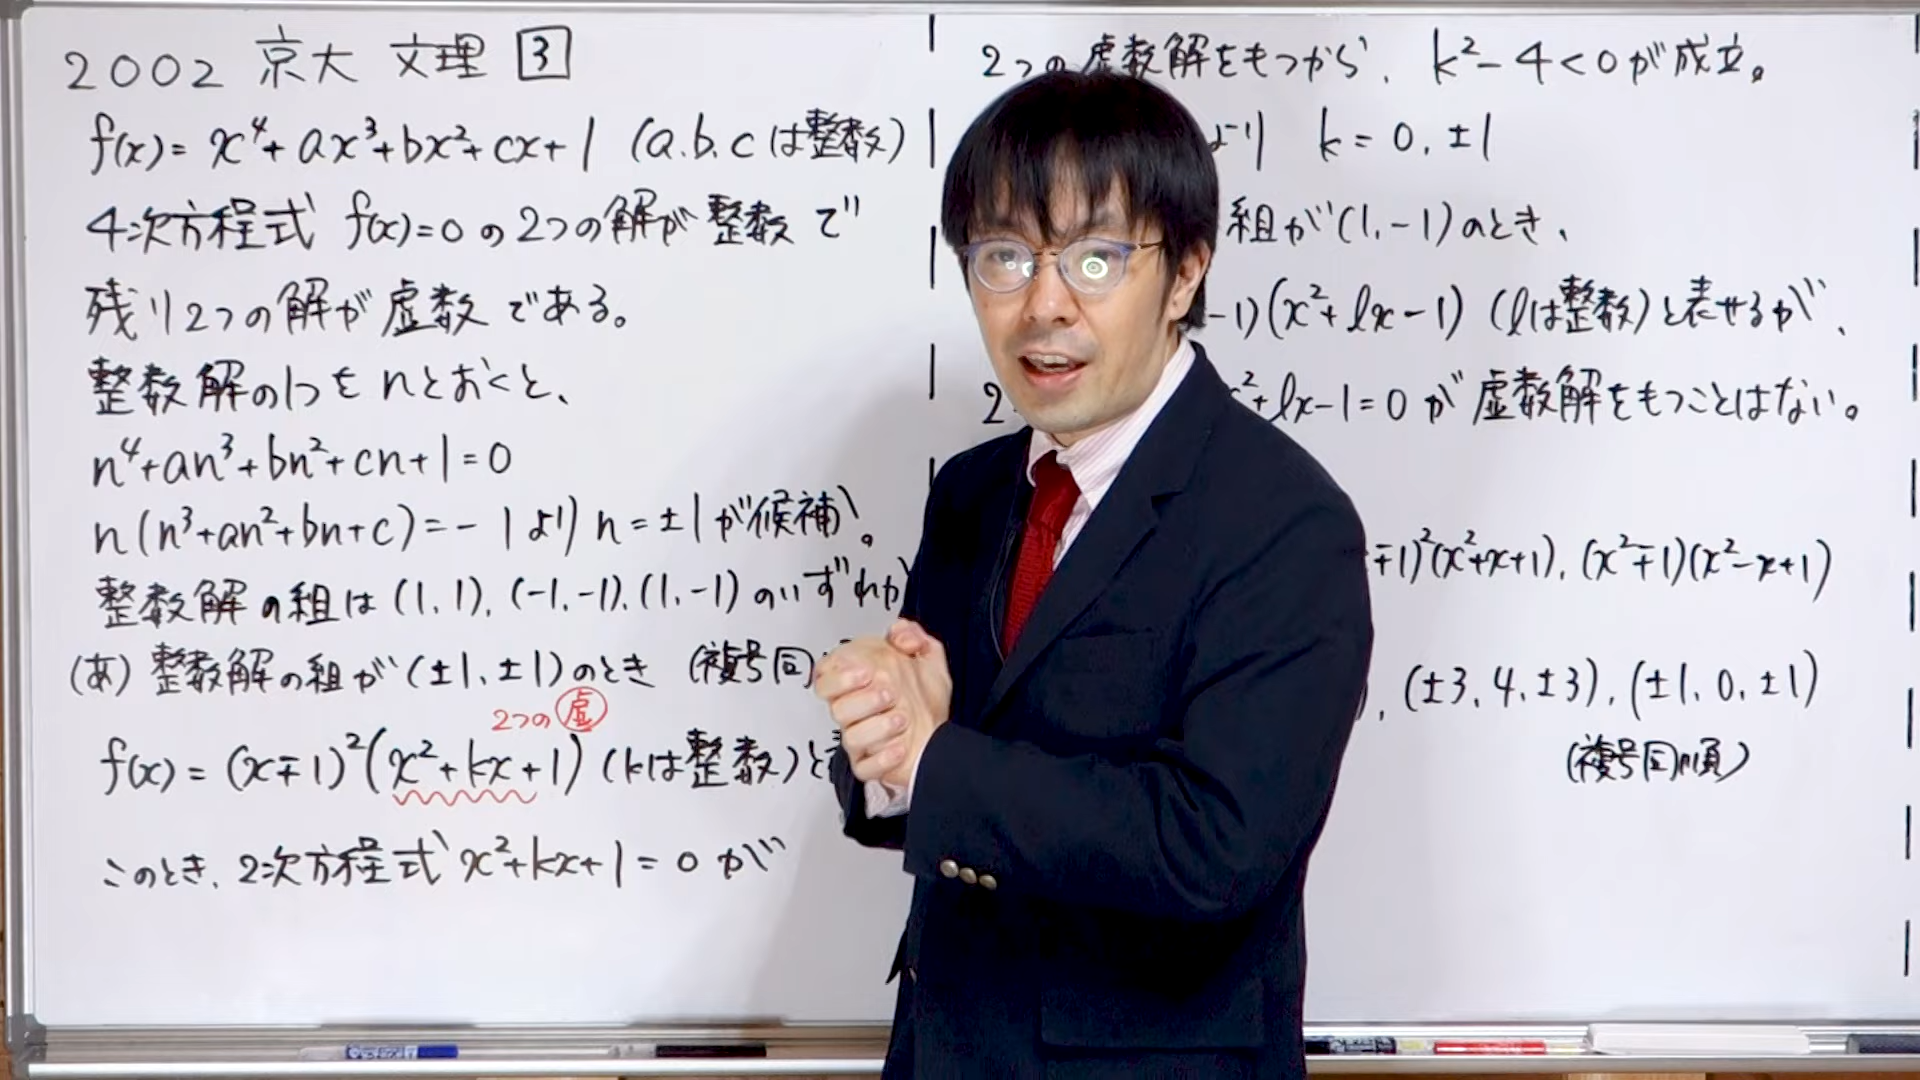 2002 京大 文理 3
f(x) = x⁴+ax³+bx²+cx+1 (a.b.cは整数)
4次方程式 f(x)=0の2つの解が整数で
残り2つの解が虚数である。
整数解の1つをnとおくと、
n⁴+an³+bn²+cn+1=0
n(n³+an²+bn+c)=-1より n=±1が候補。
整数解の組は(1,1),(-1,-1),(1,-1)のいずれか
(あ) 整数解の組が(±1,±1)のとき (複号同
2つの虚
f(x) = (x∓1)²(x²+kx+1) (kは整数)と
このとき、2次方程式 x²+kx+1=0が
2つの虚数解をもつから、k²-4<0が成立。
より k=0,±1
組が(1,-1)のとき、
-1)(x²+lx-1) (lは整数)と表せるが、
2 x²+lx-1=0が虚数解をもつことはない。
∓1)²(x²+x+1), (x²∓1)(x²-x+1)
, (±3,4,±3), (±1,0,±1)
(複号同順)